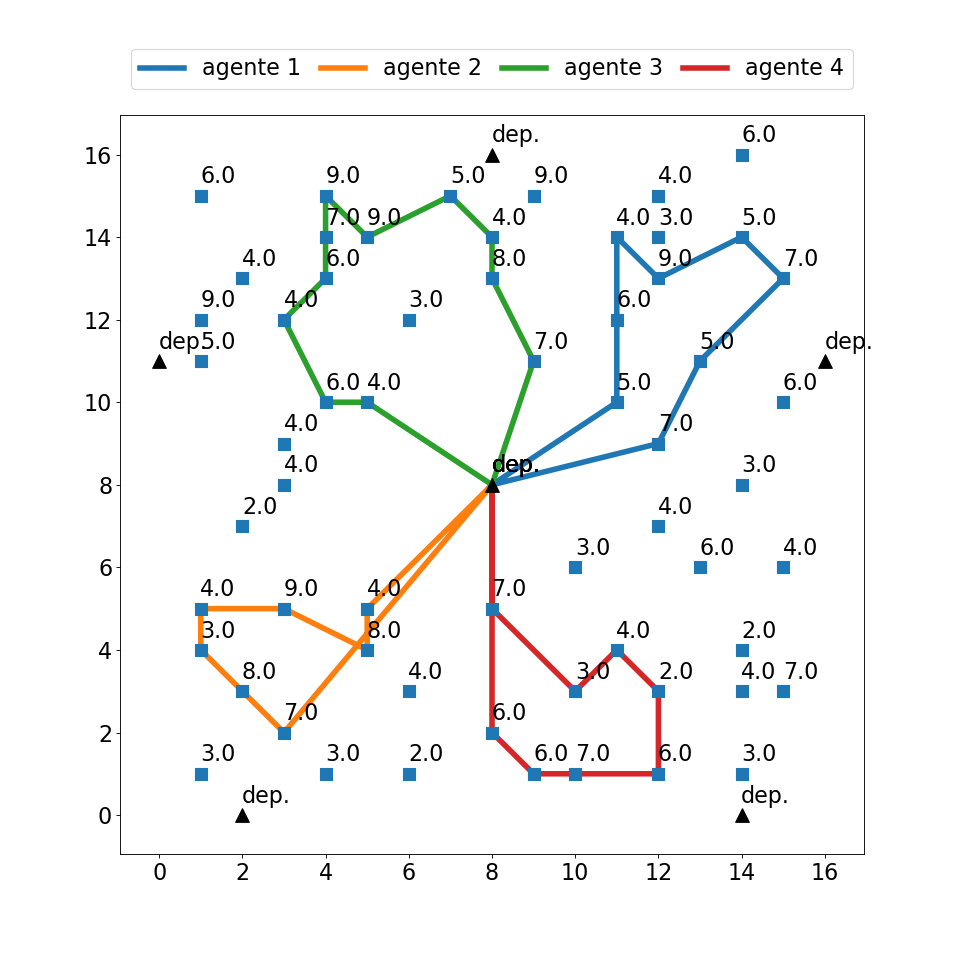 agente 1 agente 2 agente 3 agente 4
6.0
dep.
16
6.0 9.0 5.0 9.0 4.0
7.0 9.0 4.0 4.0 3.0 5.0
14
4.0 6.0 8.0 9.0 7.0
9.0 4.0 3.0 6.0
12
dep. 5.0 7.0 5.0 dep.
6.0 4.0 5.0 6.0
10
4.0 7.0
4.0 dep. 3.0
8
2.0 4.0
3.0 6.0 4.0
6
4.0 9.0 4.0 7.0
3.0 8.0 4.0 2.0
4
8.0 4.0 3.0 2.0 4.0 7.0
7.0 6.0
2
3.0 3.0 2.0 6.0 7.0 6.0 3.0
dep. dep.
0
0 2 4 6 8 10 12 14 16